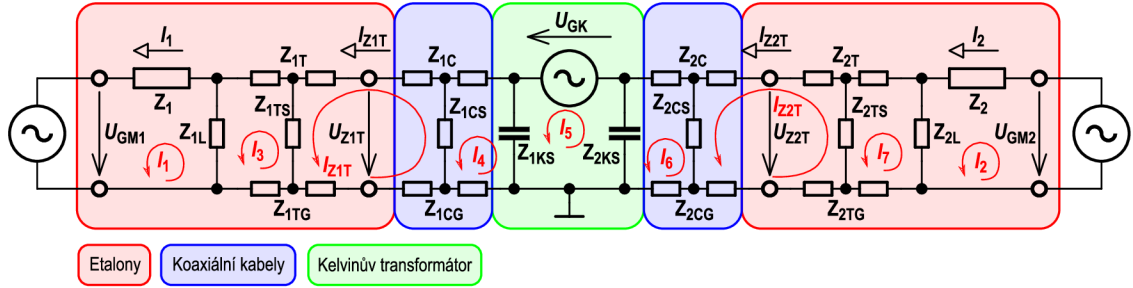 I1 IZ1T UGK IZ2T I2
Z1T Z1C Z2C Z2T
Z1 Z1TS Z1CS Z2CS IZ2T Z2TS Z2
UGM1 Z1L UZ1T Z1KS Z2KS UZ2T Z2L UGM2
I1 I3 IZ1T I4 I5 I6 I7 I2
Z1TG Z1CG Z2CG Z2TG
Etalony Koaxiální kabely Kelvinův transformátor